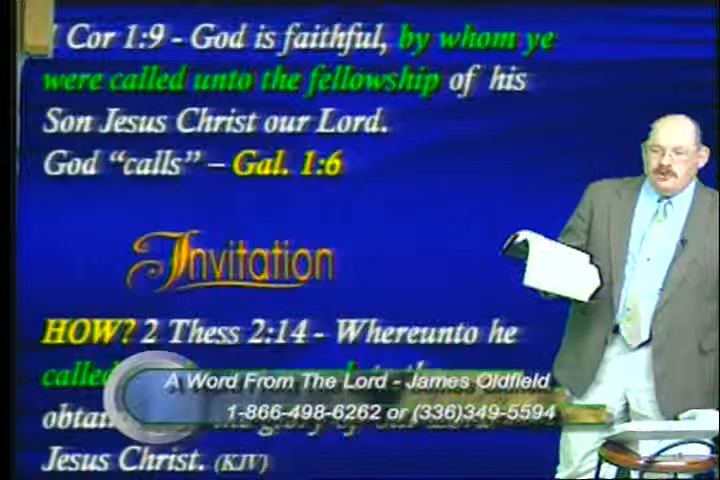 1 Cor 1:9 - God is faithful, by whom ye
were called unto the fellowship of his
Son Jesus Christ our Lord.
God “calls” – Gal. 1:6
Invitation
HOW? 2 Thess 2:14 - Whereunto he
called
A Word From The Lord - James Oldfield
1-866-498-6262 or (336)349-5594
Jesus Christ. (KJV)